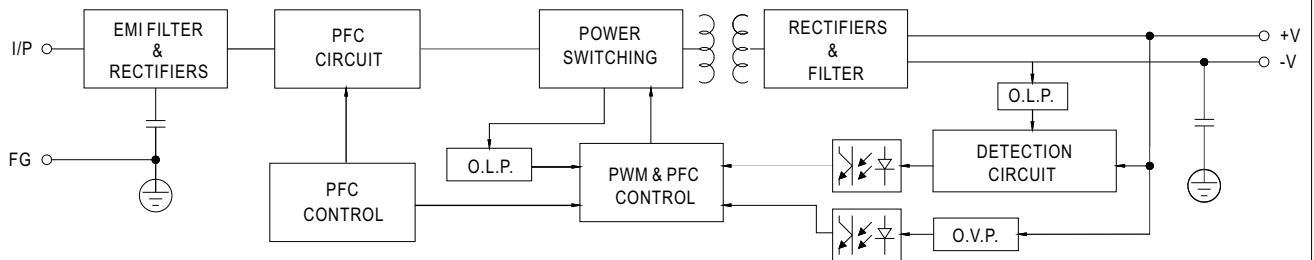 I/P
EMI FILTER
&
RECTIFIERS
PFC
CIRCUIT
POWER
SWITCHING
RECTIFIERS
&
FILTER
+V
-V
O.L.P.
FG
O.L.P.
PFC
CONTROL
PWM & PFC
CONTROL
DETECTION
CIRCUIT
O.V.P.